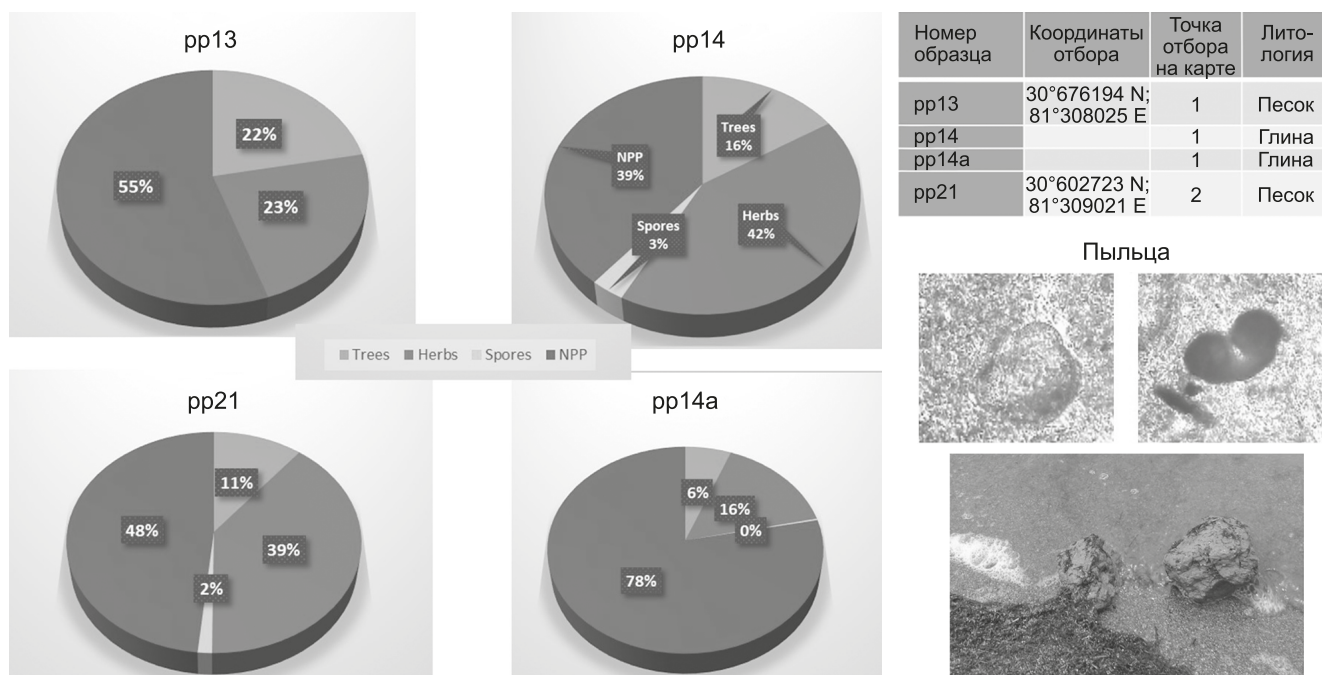 pp13
22%
23%
55%
pp14
Trees
16%
NPP
39%
Herbs
42%
Spores
3%
Trees Herbs Spores NPP
pp21
11%
39%
2%
48%
pp14a
6%
16%
0%
78%
Номер
образца
Координаты
отбора
Точка
отбора
на карте
Лито-
логия
pp13
30°676194 N;
81°308025 E
1
Песок
pp14
1
Глина
pp14a
1
Глина
pp21
30°602723 N;
81°309021 E
2
Песок
Пыльца